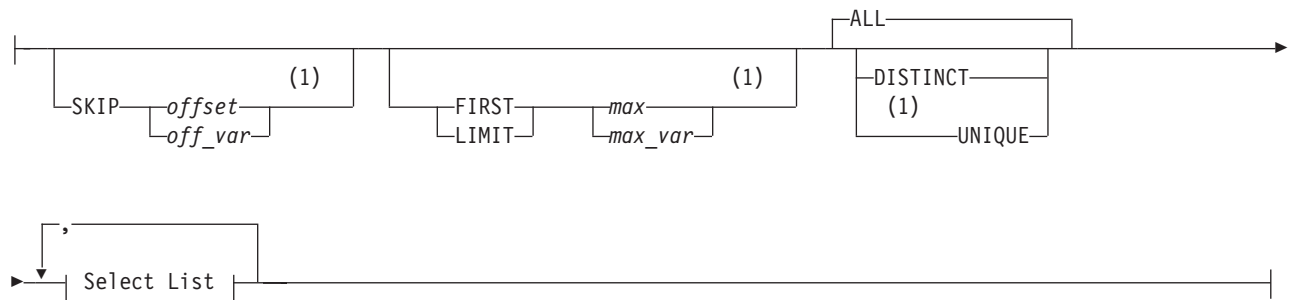 ALL
(1) (1) DISTINCT
SKIP offset FIRST max (1)
off_var LIMIT max_var UNIQUE
,
Select List